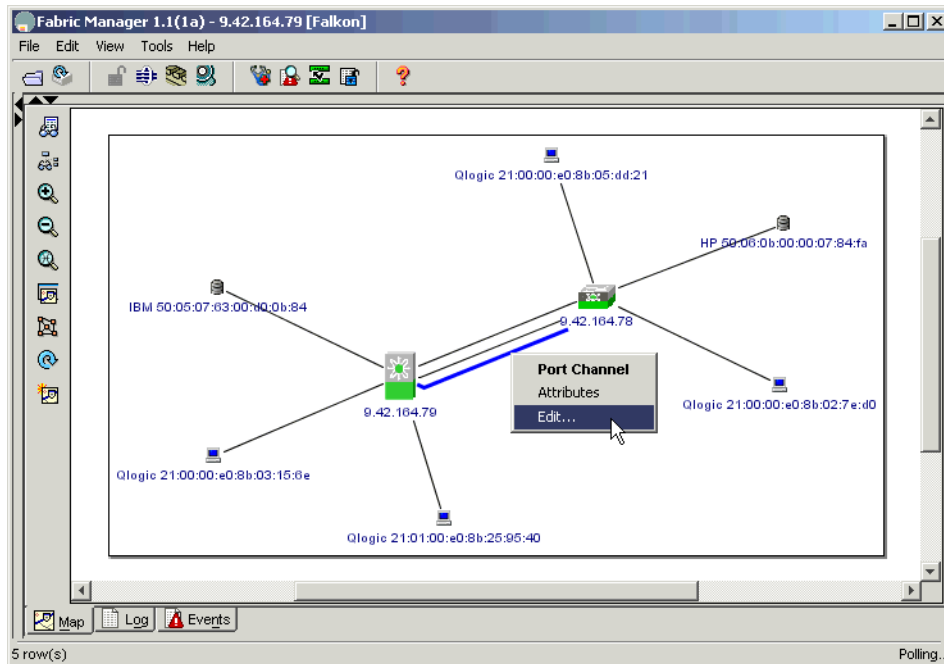 Fabric Manager 1.1(1a) - 9.42.164.79 [Falkon]
File Edit View Tools Help
Qlogic 21:00:00:e0:8b:05:dd:21
HP 50:06:0b:00:00:07:84:fa
IBM 50:05:07:63:00:d0:0b:84
9.42.164.78
Port Channel
Attributes
Edit...
9.42.164.79
Qlogic 21:00:00:e0:8b:02:7e:d0
Qlogic 21:00:00:e0:8b:03:15:6e
Qlogic 21:01:00:e0:8b:25:95:40
Map Log Events
5 row(s) Polling..